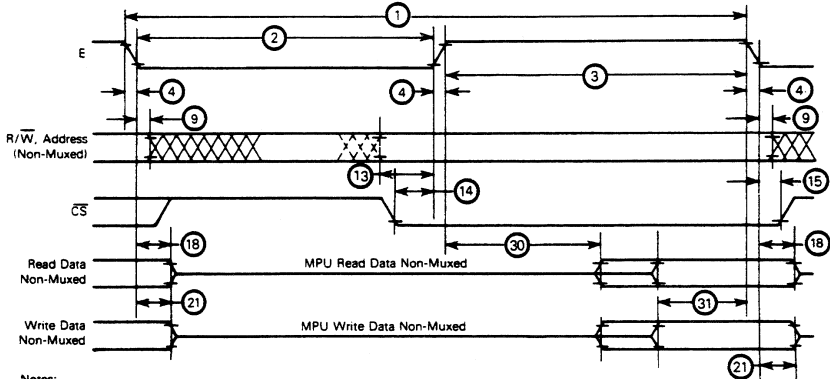 1
2
E
3
4
4
4
9
9
R/W̅, Address
(Non-Muxed)
13
14
15
C̅S̅
18
30
18
Read Data
Non-Muxed
MPU Read Data Non-Muxed
21
31
Write Data
Non-Muxed
MPU Write Data Non-Muxed
21
Notes: